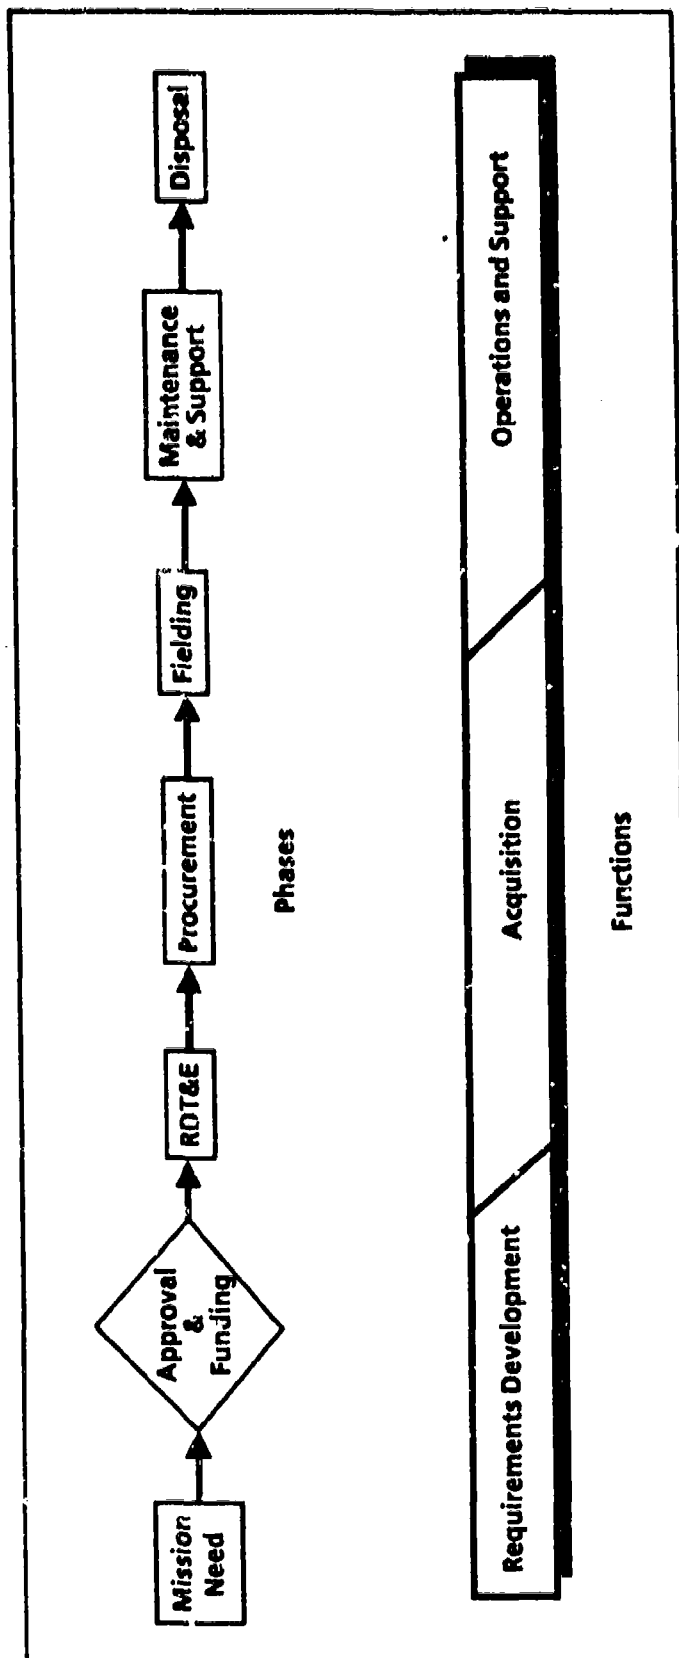 Mission
Need
Approval
&
Funding
RDT&E
Procurement
Fielding
Maintenance
& Support
Disposal
Phases
Requirements Development
Acquisition
Operations and Support
Functions